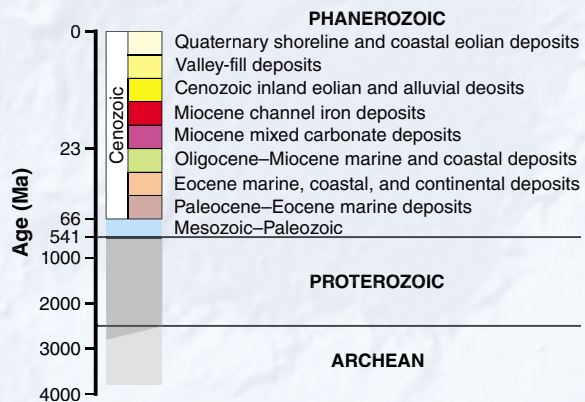 PHANEROZOIC
0
Quaternary shoreline and coastal eolian deposits
Valley-fill deposits
Cenozoic inland eolian and alluvial deosits
Miocene channel iron deposits
Cenozoic
Miocene mixed carbonate deposits
23
Oligocene–Miocene marine and coastal deposits
Eocene marine, coastal, and continental deposits
Paleocene–Eocene marine deposits
66
Mesozoic–Paleozoic
541
Age (Ma)
1000
PROTEROZOIC
2000
3000
ARCHEAN
4000